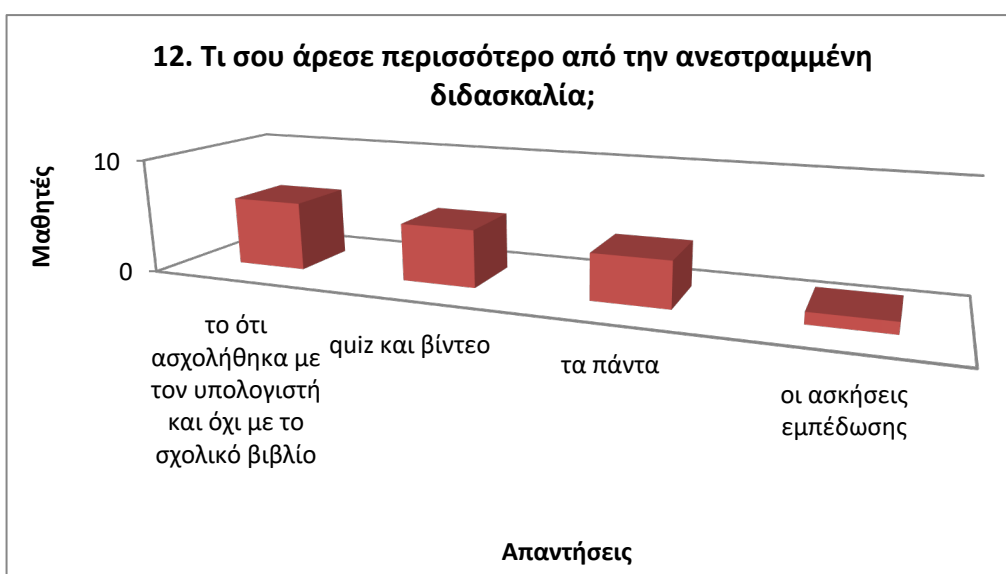 12. Τι σου άρεσε περισσότερο από την ανεστραμμένη
διδασκαλία;
Μαθητές
10
0
το ότι
ασχολήθηκα με
τον υπολογιστή
και όχι με το
σχολικό βιβλίο
quiz και βίντεο
τα πάντα
οι ασκήσεις
εμπέδωσης
Απαντήσεις